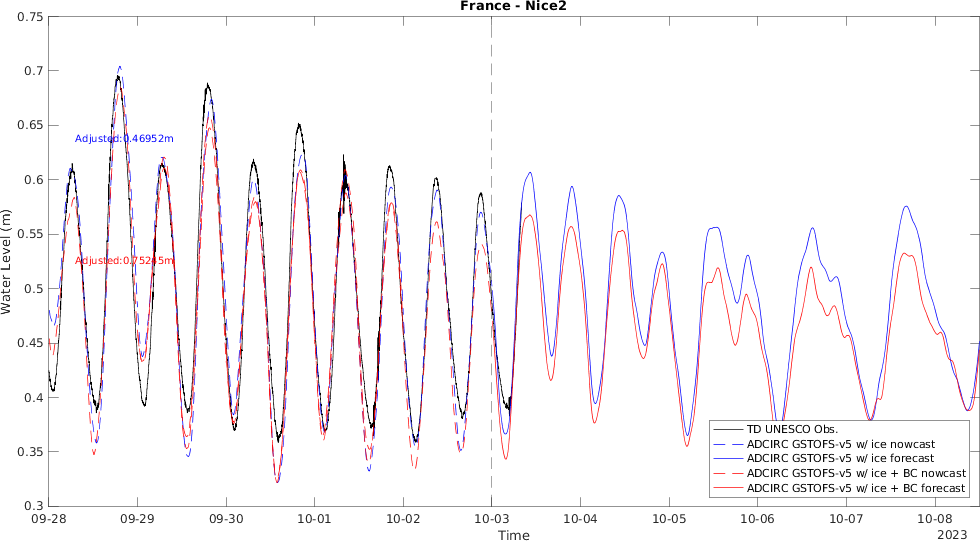 France - Nice2
0.75
0.7
0.65
0.6
0.55
0.5
0.45
0.4
0.35
0.3
Water Level (m)
Adjusted:0.46952m
Adjusted:0.75265m
TD UNESCO Obs.
ADCIRC GSTOFS-v5 w/ ice nowcast
ADCIRC GSTOFS-v5 w/ ice forecast
ADCIRC GSTOFS-v5 w/ ice + BC nowcast
ADCIRC GSTOFS-v5 w/ ice + BC forecast
09-28 09-29 09-30 10-01 10-02 10-03 10-04 10-05 10-06 10-07 10-08
Time
2023